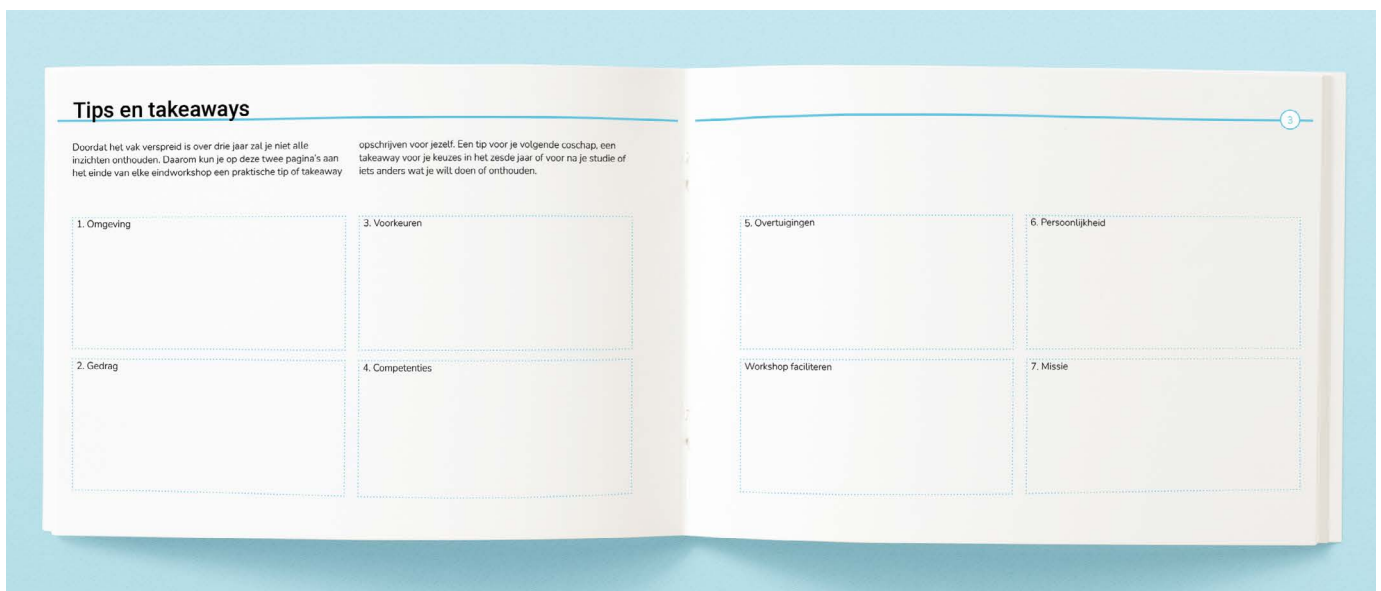 Tips en takeaways
3
Doordat het vak verspreid is over drie jaar zal je niet alle
inzichten onthouden. Daarom kun je op deze twee pagina's aan
het einde van elke eindworkshop een praktische tip of takeaway
opschrijven voor jezelf. Een tip voor je volgende coschap, een
takeaway voor je keuzes in het zesde jaar of voor na je studie of
iets anders wat je wilt doen of onthouden.
1. Omgeving
2. Gedrag
3. Voorkeuren
4. Competenties
5. Overtuigingen
Workshop faciliteren
6. Persoonlijkheid
7. Missie